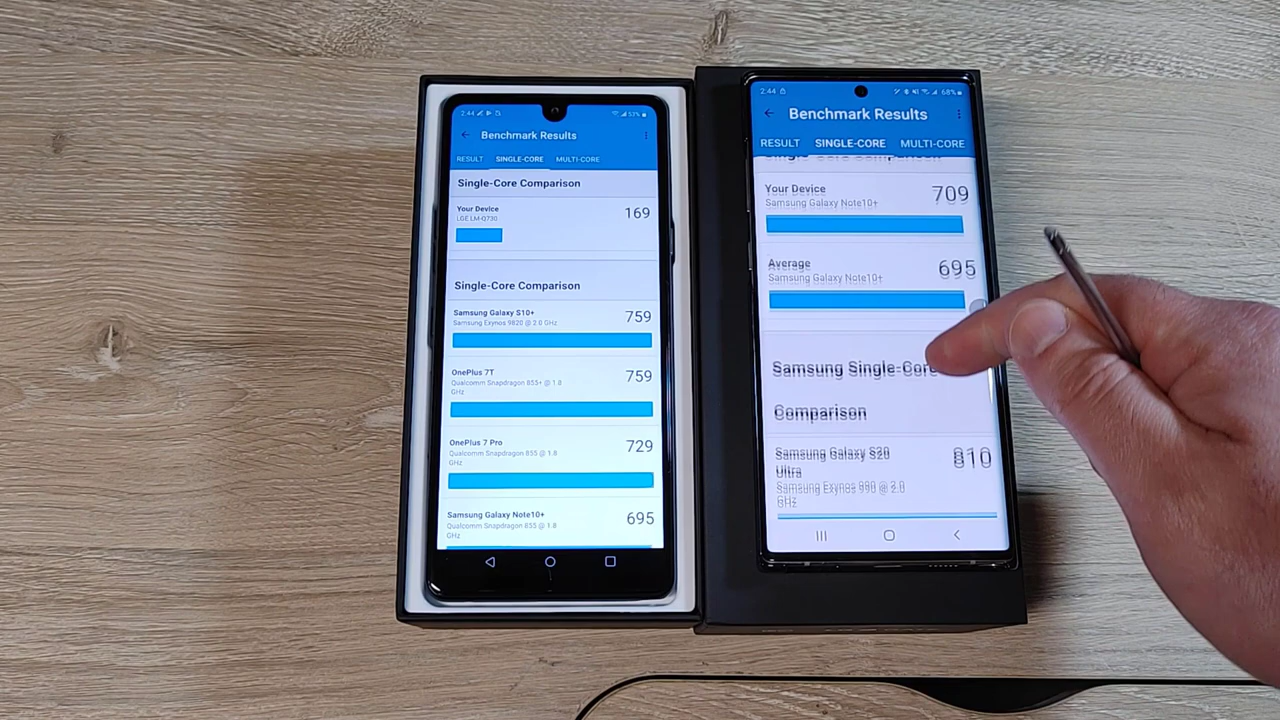 2:44
53%
Benchmark Results
RESULT SINGLE-CORE MULTI-CORE
Single-Core Comparison
Your Device
LGE LM-Q730
169
Single-Core Comparison
Samsung Galaxy S10+
Samsung Exynos 9820 @ 2.0 GHz
759
OnePlus 7T
Qualcomm Snapdragon 855+ @ 1.8
GHz
759
OnePlus 7 Pro
Qualcomm Snapdragon 855 @ 1.8
GHz
729
Samsung Galaxy Note10+
Qualcomm Snapdragon 855 @ 1.8
GHz
695
2:44
68%
Benchmark Results
RESULT SINGLE-CORE MULTI-CORE
Single-Core Comparison
Your Device
Samsung Galaxy Note10+
709
Average
Samsung Galaxy Note10+
695
Samsung Single-Core
Comparison
Samsung Galaxy S20
Ultra
Samsung Exynos 990 @ 2.0
GHz
810